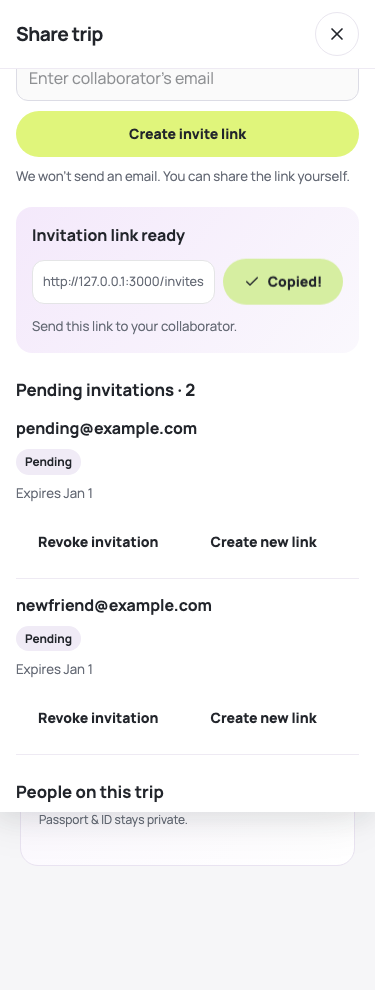 Share trip
Enter collaborator's email
Create invite link
We won't send an email. You can share the link yourself.
Invitation link ready
http://127.0.0.1:3000/invites
Copied!
Send this link to your collaborator.
Pending invitations · 2
pending@example.com
Pending
Expires Jan 1
Revoke invitation
Create new link
newfriend@example.com
Pending
Expires Jan 1
Revoke invitation
Create new link
People on this trip
Passport & ID stays private.